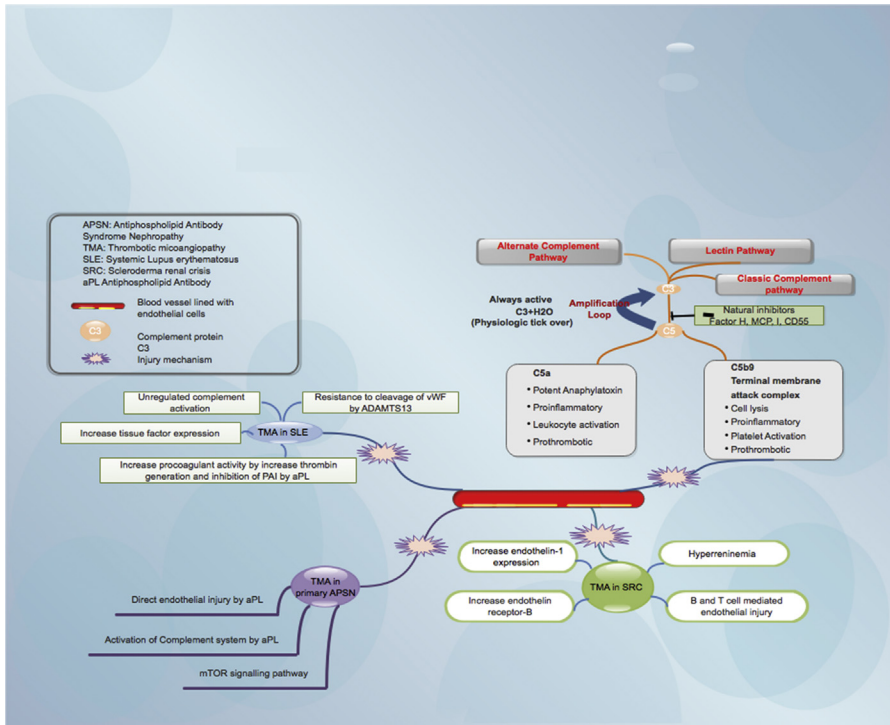 APSN: Antiphospholipid Antibody
Syndrome Nephropathy
TMA: Thrombotic micoangiopathy
SLE: Systemic Lupus erythematosus
SRC: Scleroderma renal crisis
aPL Antiphospholipid Antibody
Blood vessel lined with
endothelial cells
C3
Complement protein
C3
Injury mechanism
Alternate Complement
Pathway
Lectin Pathway
Classic Complement
pathway
C3
Always active
C3+H2O
(Physiologic tick over)
Amplification
Loop
Natural inhibitors
Factor H, MCP, I, CD55
C5
C5a
• Potent Anaphylatoxin
• Proinflammatory
• Leukocyte activation
• Prothrombotic
C5b9
Terminal membrane
attack complex
• Cell lysis
• Proinflammatory
• Platelet Activation
• Prothrombotic
Unregulated complement
activation
Resistance to cleavage of vWF
by ADAMTS13
Increase tissue factor expression
TMA in SLE
Increase procoagulant activity by increase thrombin
generation and inhibition of PAI by aPL
TMA in
primary APSN
Direct endothelial injury by aPL
Activation of Complement system by aPL
mTOR signalling pathway
Increase endothelin-1
expression
Hyperreninemia
TMA in SRC
Increase endothelin
receptor-B
B and T cell mediated
endothelial injury